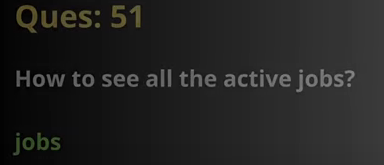 Ques: 51
How to see all the active jobs?
jobs